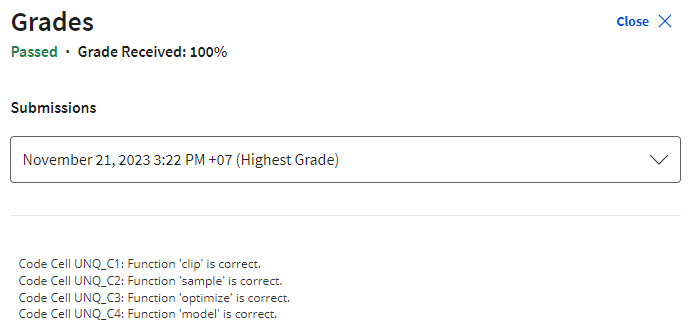 Grades
Close
Passed · Grade Received: 100%
Submissions
November 21, 2023 3:22 PM +07 (Highest Grade)
Code Cell UNQ_C1: Function 'clip' is correct.
Code Cell UNQ_C2: Function 'sample' is correct.
Code Cell UNQ_C3: Function 'optimize' is correct.
Code Cell UNQ_C4: Function 'model' is correct.